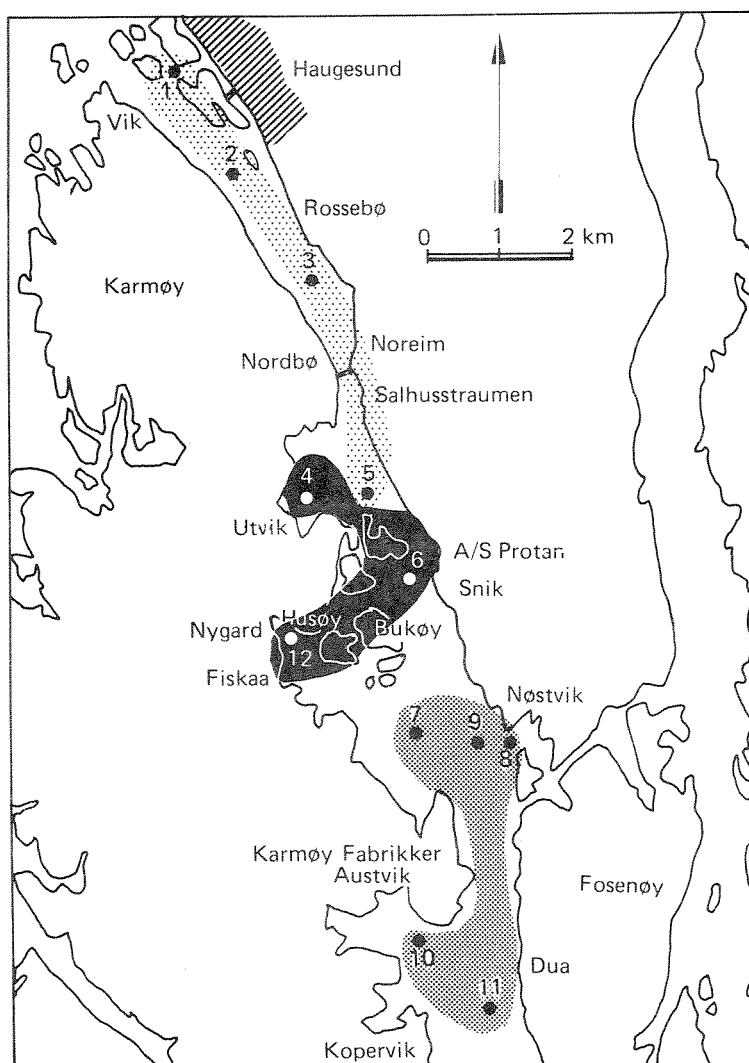 Haugesund
1
Vik
2
Rossebø
0 1 2 km
3
Karmøy
Noreim
Nordbø
Salhusstraumen
4
5
Utvik
A/S Protan
6
Snik
Husøy
Nygard
Bukøy
12
Fiskaa
Nøstvik
7
9
8
Karmøy Fabrikker
Austvik
Fosenøy
10
Dua
11
Kopervik